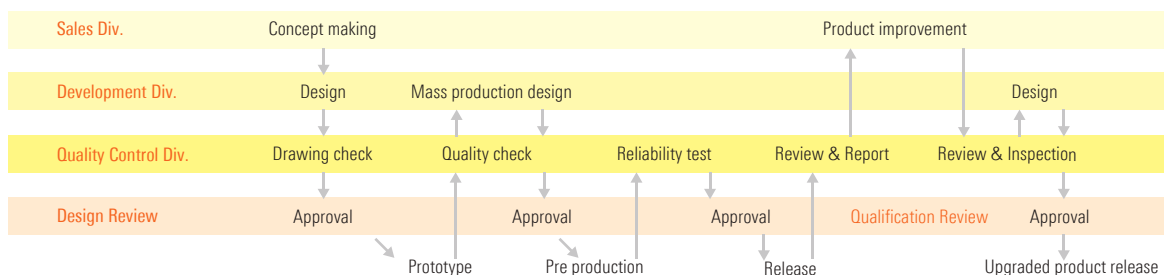 Sales Div. Concept making Product improvement
Development Div. Design Mass production design Design
Quality Control Div. Drawing check Quality check Reliability test Review & Report Review & Inspection
Design Review Approval Approval Approval Qualification Review Approval
Prototype Pre production Release Upgraded product release